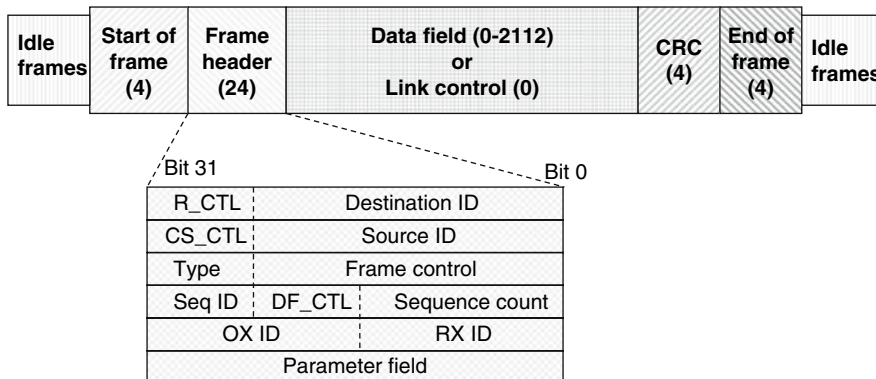 Idle
frames
Start of
frame
(4)
Frame
header
(24)
Data field (0-2112)
or
Link control (0)
CRC
(4)
End of
frame
(4)
Idle
frames
Bit 31
Bit 0
R_CTL
Destination ID
CS_CTL
Source ID
Type
Frame control
Seq ID
DF_CTL
Sequence count
OX ID
RX ID
Parameter field